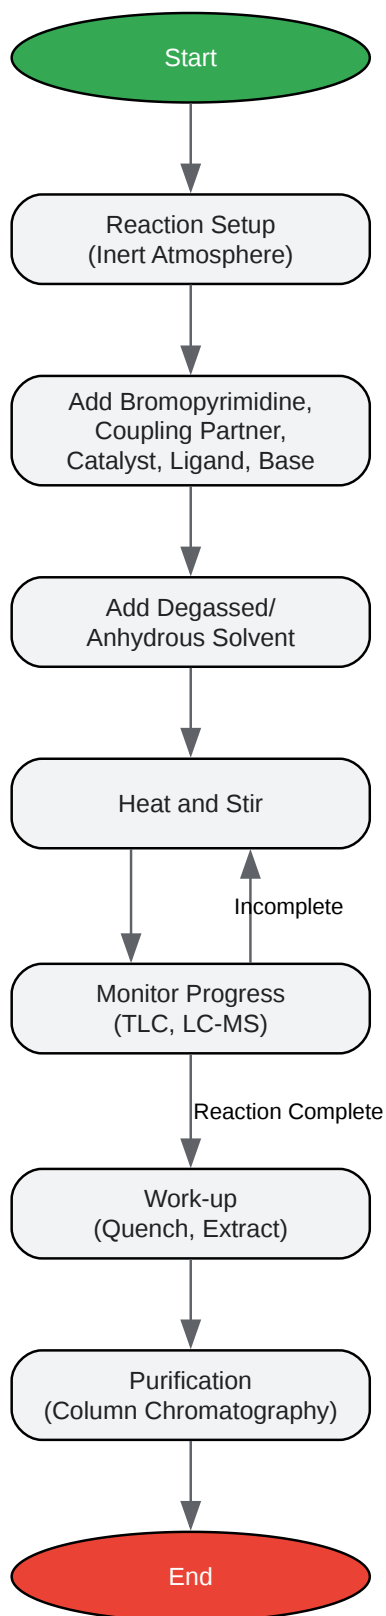 Start
Reaction Setup
(Inert Atmosphere)
Add Bromopyrimidine,
Coupling Partner,
Catalyst, Ligand, Base
Add Degassed/
Anhydrous Solvent
Heat and Stir
Incomplete
Monitor Progress
(TLC, LC-MS)
Reaction Complete
Work-up
(Quench, Extract)
Purification
(Column Chromatography)
End